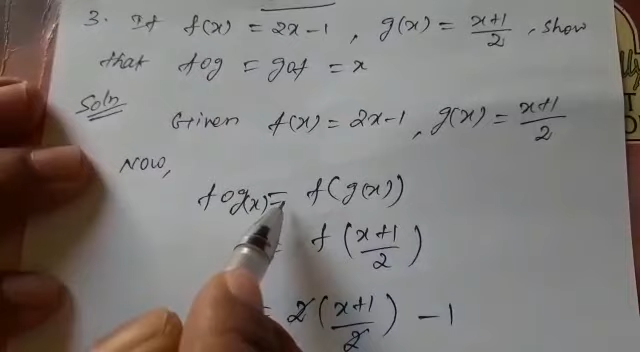 3. If f(x) = 2x-1, g(x) = x+1/2, show
that fog = gof = x
Soln
Given f(x) = 2x-1, g(x) = x+1/2
Now,
fog(x) = f(g(x))
= f(x+1/2)
= 2(x+1/2) - 1